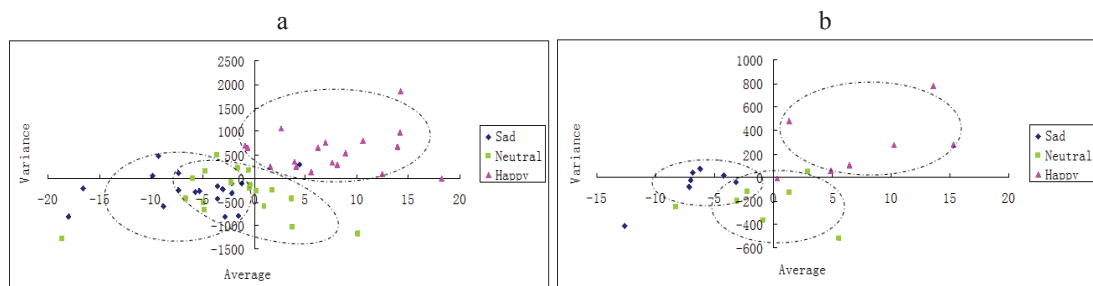 a
b
2500
2000
1500
1000
500
0
-500
-1000
-1500
-20 -15 -10 -5 0 5 10 15 20
Variance
Average
Sad
Neutral
Happy
1000
800
600
400
200
0
-200
-400
-600
-15 -10 -5 0 5 10 15 20
Variance
Average
Sad
Neutral
Happy